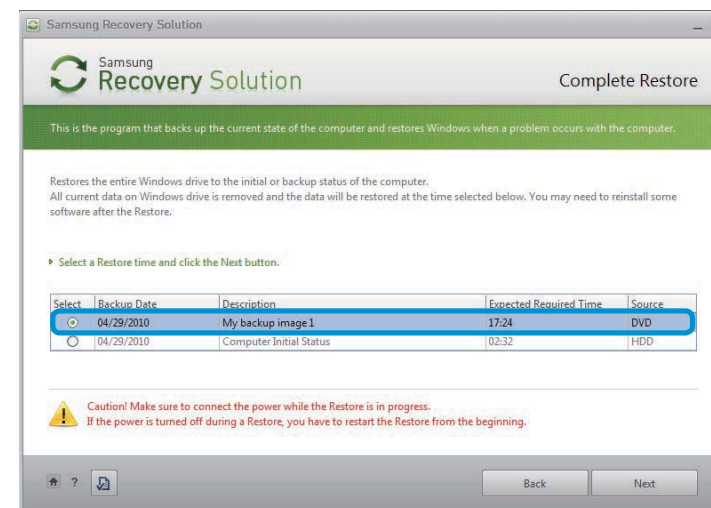 Samsung Recovery Solution
Samsung
Recovery Solution
Complete Restore
This is the program that backs up the current state of the computer and restores Windows when a problem occurs with the computer.
Restores the entire Windows drive to the initial or backup status of the computer.
All current data on Windows drive is removed and the data will be restored at the time selected below. You may need to reinstall some
software after the Restore.
Select a Restore time and click the Next button.
Select Backup Date Description Expected Required Time Source
04/29/2010 My backup image 1 17:24 DVD
04/29/2010 Computer Initial Status 02:32 HDD
Caution! Make sure to connect the power while the Restore is in progress.
If the power is turned off during a Restore, you have to restart the Restore from the beginning.
? Back Next